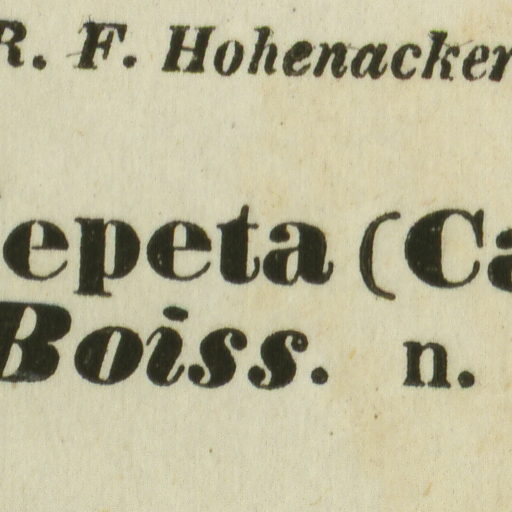 R. F. Hohenacker
epeta (Ca
Boiss. n.